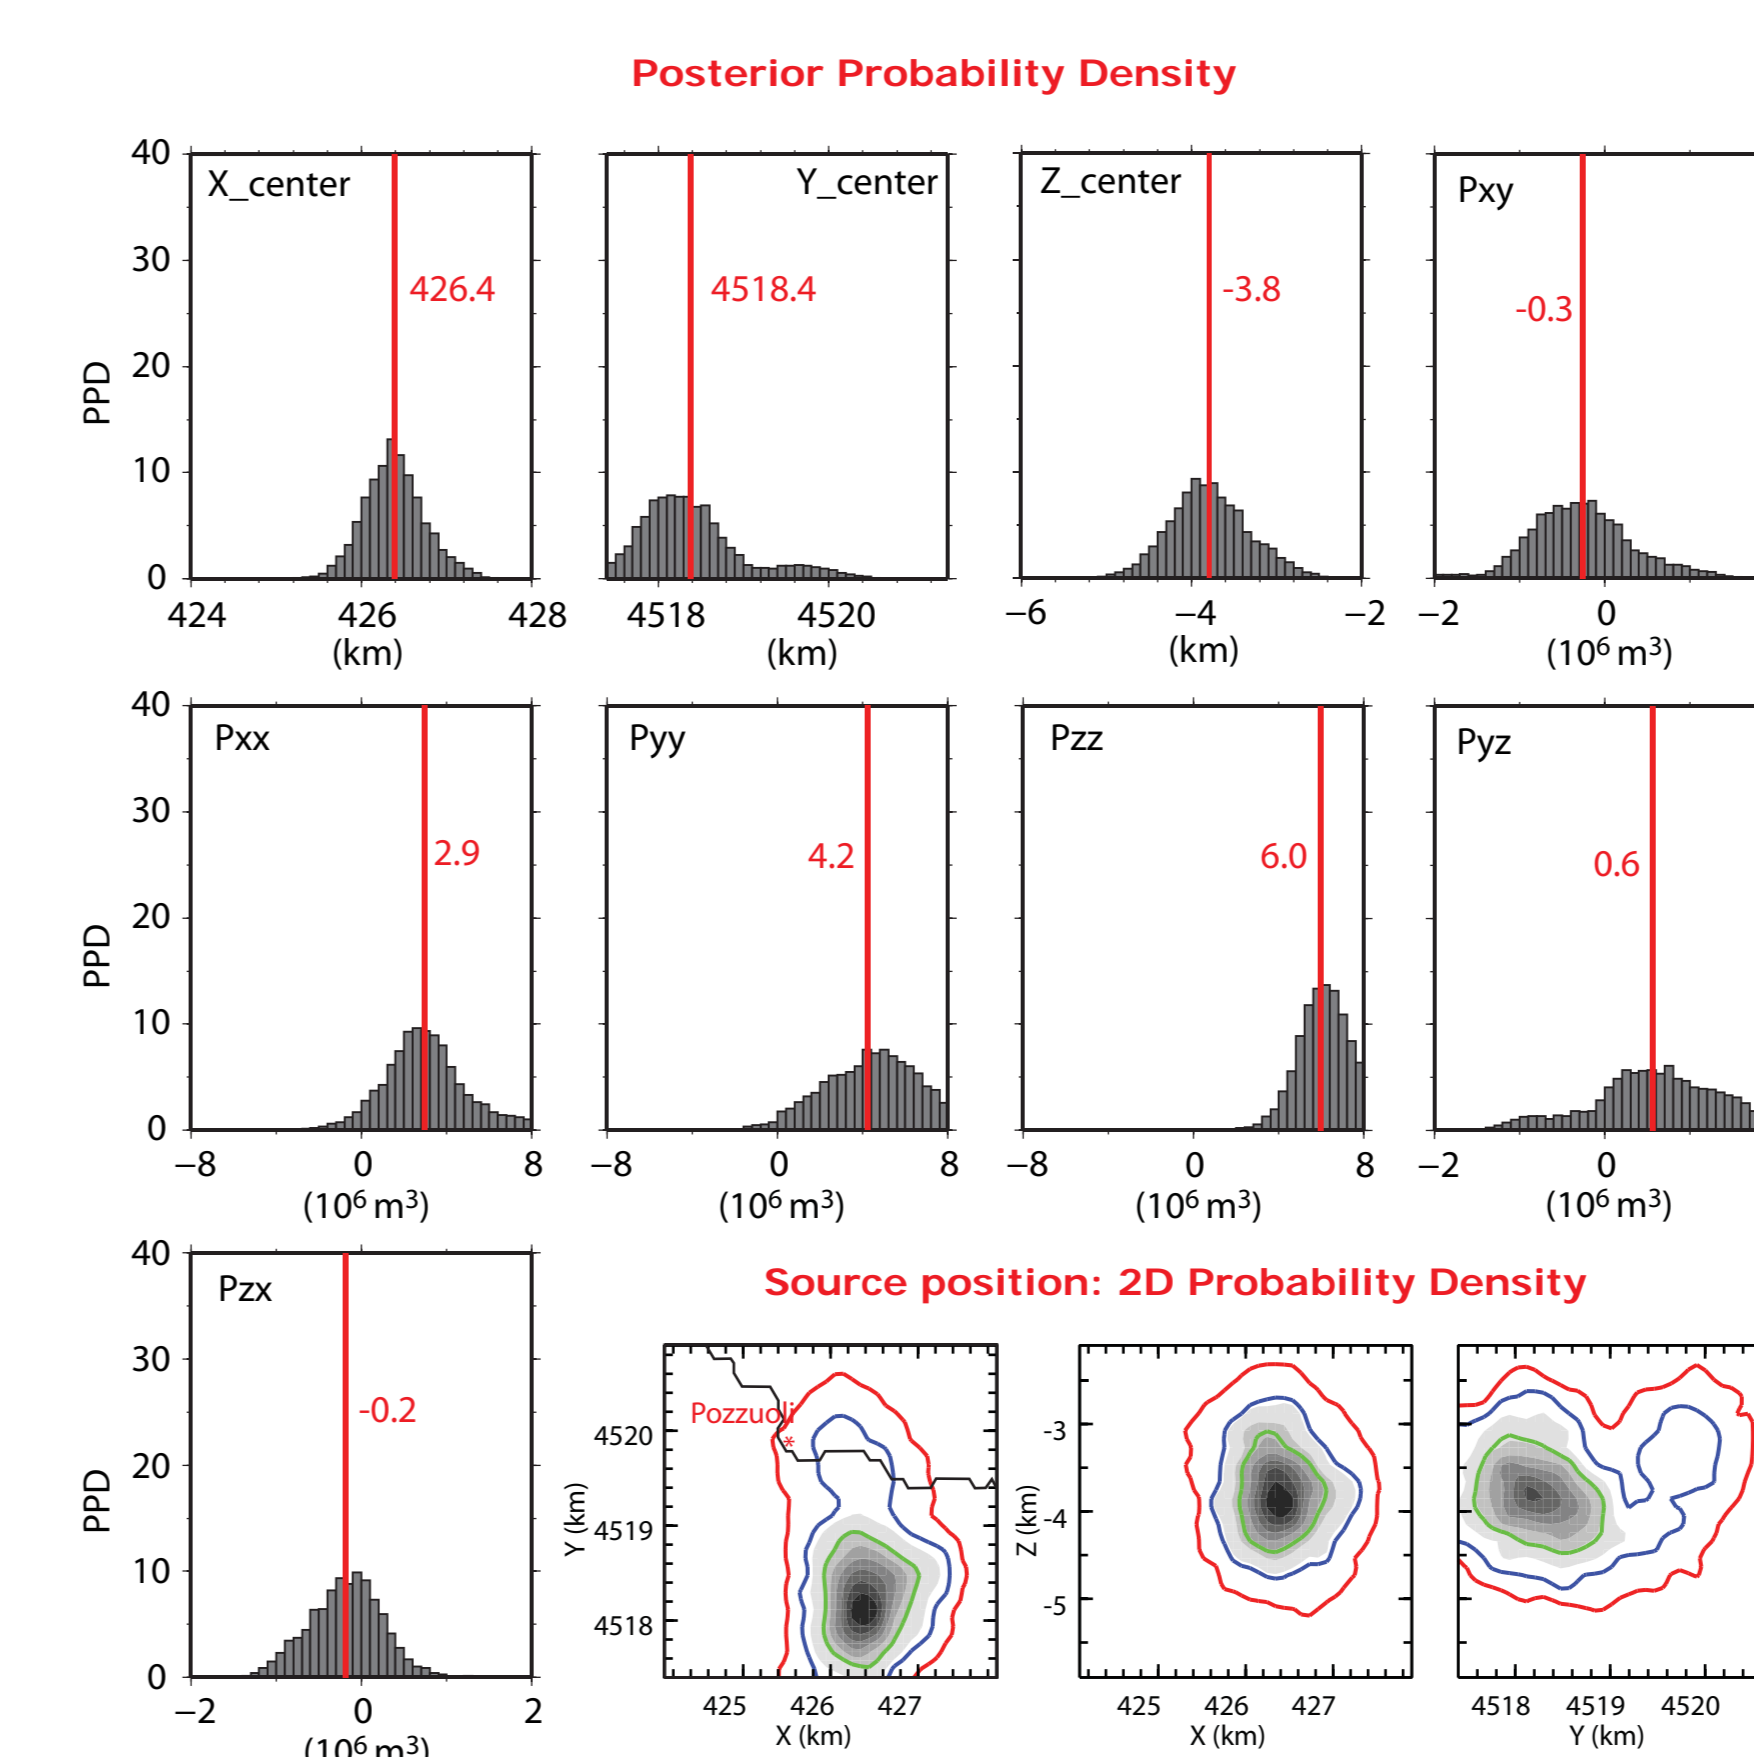 Posterior Probability Density
40 30 20 10 0
PPD
X_center
426.4
424 426 428
(km)
Y_center
4518.4
4518 4520
(km)
Z_center
-3.8
−6 −4 −2
(km)
Pxy
-0.3
−2 0
(10⁶ m³)
40 30 20 10 0
PPD
Pxx
2.9
−8 0 8
(10⁶ m³)
Pyy
4.2
−8 0 8
(10⁶ m³)
Pzz
6.0
−8 0 8
(10⁶ m³)
Pyz
0.6
−2 0
(10⁶ m³)
40 30 20 10 0
PPD
Pzx
-0.2
−2 0 2
(10⁶ m³)
Source position: 2D Probability Density
Pozzuoli
*
4520 4519 4518
Y (km)
425 426 427
X (km)
-3 -4 -5
Z (km)
425 426 427
X (km)
4518 4519 4520
Y (km)